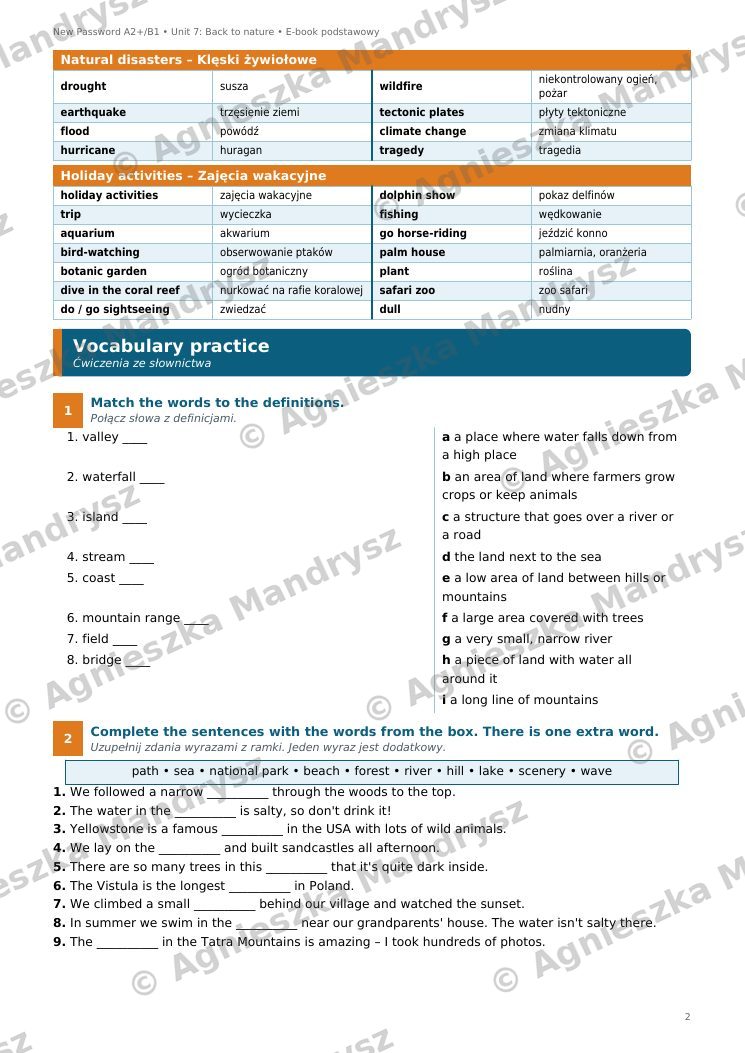 New Password A2+/B1 • Unit 7: Back to nature • E-book podstawowy
Natural disasters – Klęski żywiołowe
drought susza wildfire niekontrolowany ogień, pożar
earthquake trzęsienie ziemi tectonic plates płyty tektoniczne
flood powódź climate change zmiana klimatu
hurricane huragan tragedy tragedia
Holiday activities – Zajęcia wakacyjne
holiday activities zajęcia wakacyjne dolphin show pokaz delfinów
trip wycieczka fishing wędkowanie
aquarium akwarium go horse-riding jeździć konno
bird-watching obserwowanie ptaków palm house palmiarnia, oranżeria
botanic garden ogród botaniczny plant roślina
dive in the coral reef nurkować na rafie koralowej safari zoo zoo safari
do / go sightseeing zwiedzać dull nudny
Vocabulary practice
Ćwiczenia ze słownictwa
1 Match the words to the definitions.
Połącz słowa z definicjami.
1. valley ____ a a place where water falls down from
a high place
2. waterfall ____ b an area of land where farmers grow
crops or keep animals
3. island ____ c a structure that goes over a river or
a road
4. stream ____ d the land next to the sea
5. coast ____ e a low area of land between hills or
mountains
6. mountain range ____ f a large area covered with trees
7. field ____ g a very small, narrow river
8. bridge ____ h a piece of land with water all
around it
i a long line of mountains
2 Complete the sentences with the words from the box. There is one extra word.
Uzupełnij zdania wyrazami z ramki. Jeden wyraz jest dodatkowy.
path • sea • national park • beach • forest • river • hill • lake • scenery • wave
1. We followed a narrow __________ through the woods to the top.
2. The water in the __________ is salty, so don't drink it!
3. Yellowstone is a famous __________ in the USA with lots of wild animals.
4. We lay on the __________ and built sandcastles all afternoon.
5. There are so many trees in this __________ that it's quite dark inside.
6. The Vistula is the longest __________ in Poland.
7. We climbed a small __________ behind our village and watched the sunset.
8. In summer we swim in the __________ near our grandparents' house. The water isn't salty there.
9. The __________ in the Tatra Mountains is amazing – I took hundreds of photos.
2
© Agnieszka Mandrysz